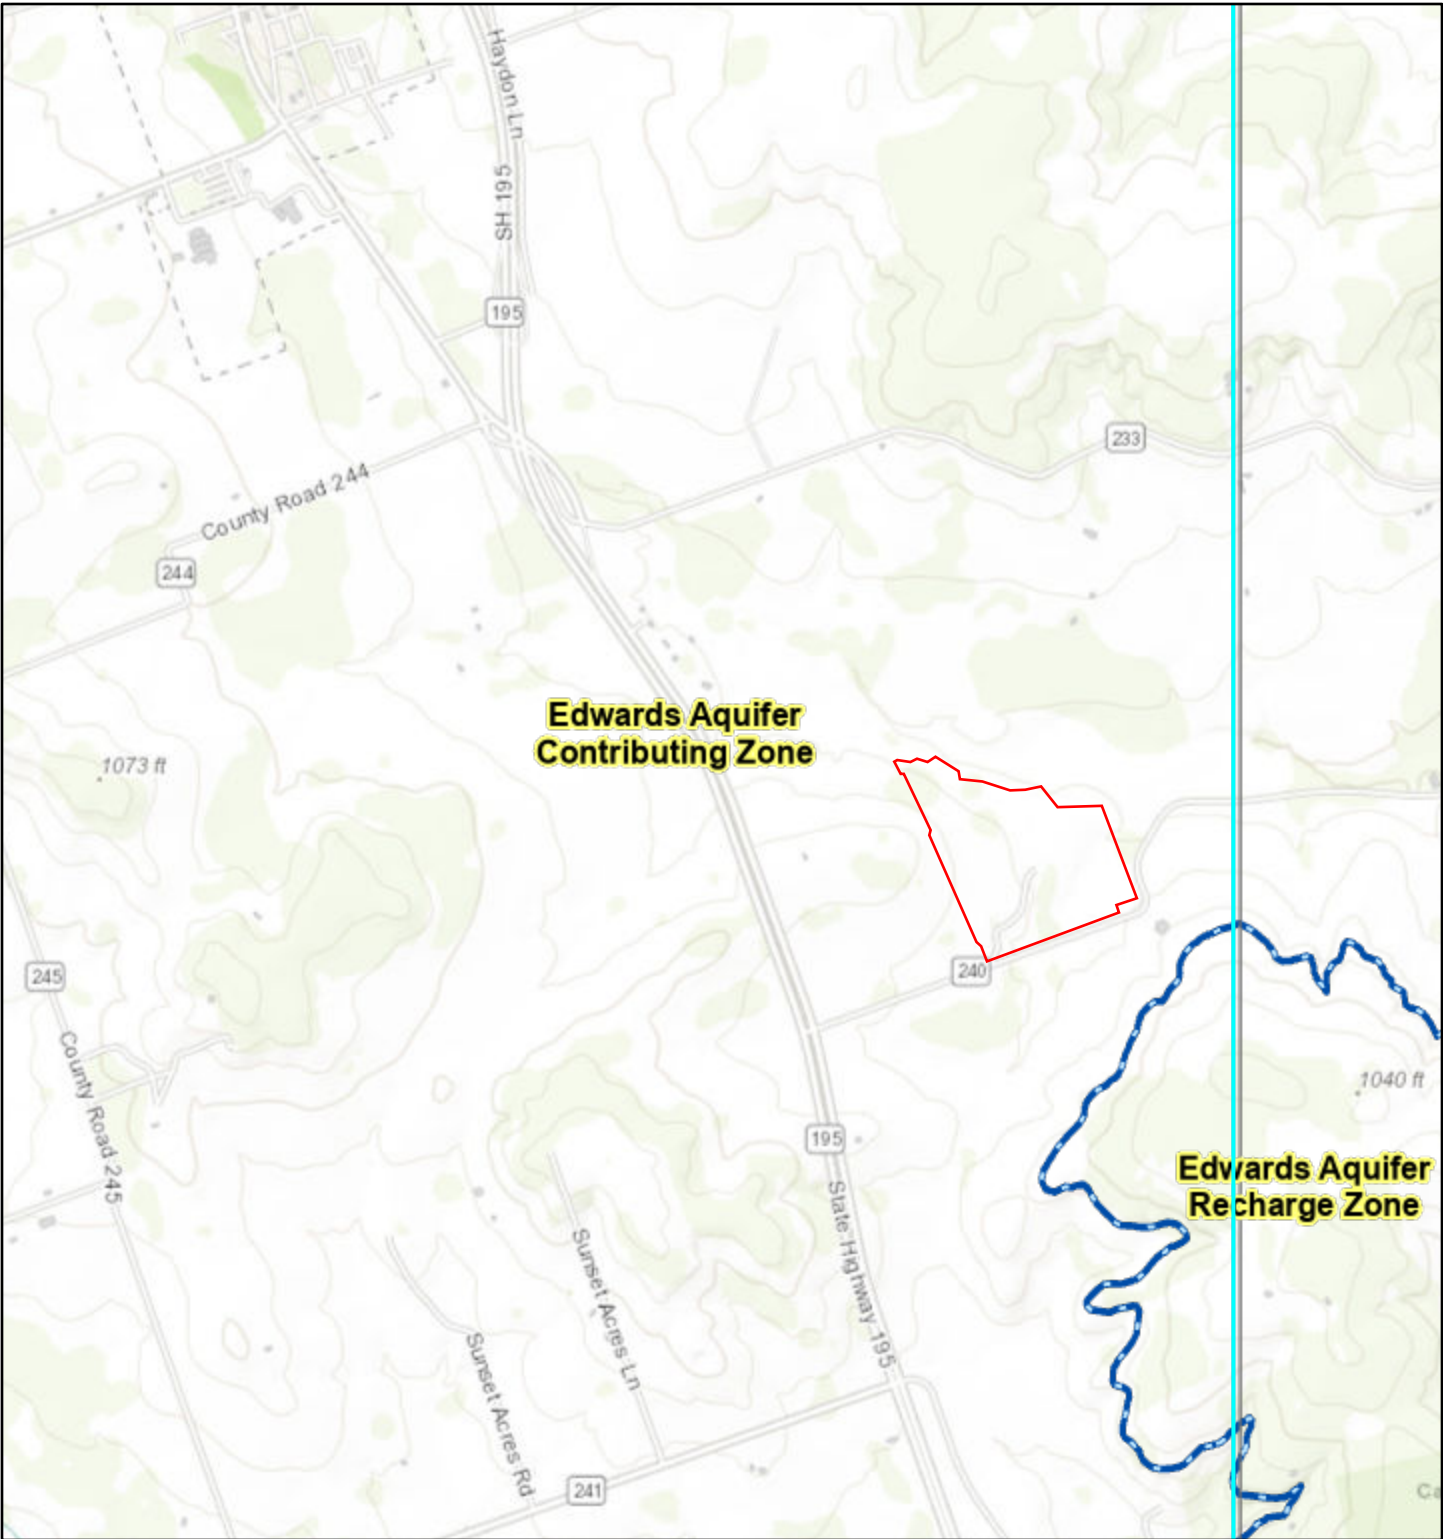 Haydon Ln
SH 195
195
233
County Road 244
244
Edwards Aquifer
Contributing Zone
1073 ft
245
240
County Road 245
1040 ft
195
Edwards Aquifer
Recharge Zone
State Highway 195
Sunset Acres Ln
Sunset Acres Rd
241
Ca